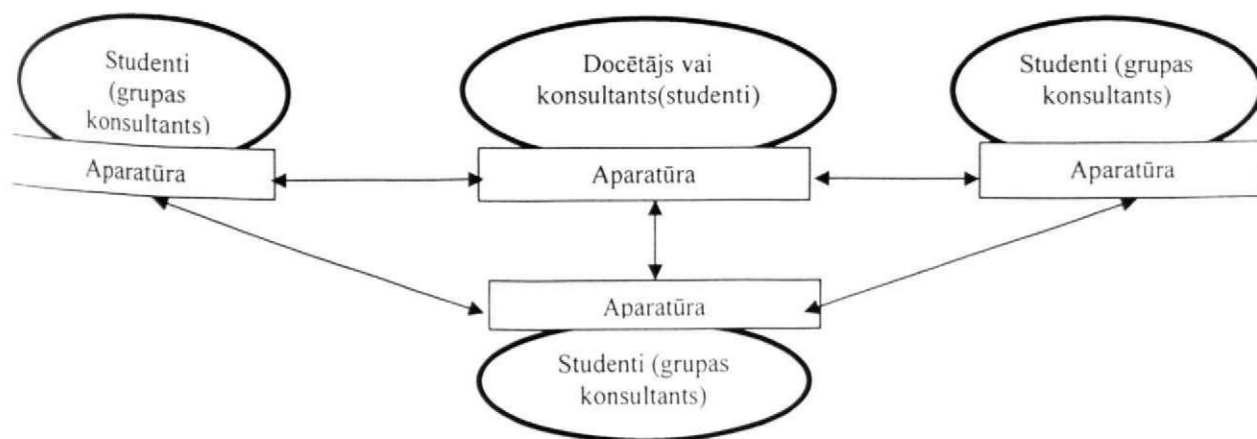 Studenti
(grupas
konsultants)
Aparatūra
Docētājs vai
konsultants(studenti)
Aparatūra
Studenti (grupas
konsultants)
Aparatūra
Aparatūra
Studenti (grupas
konsultants)